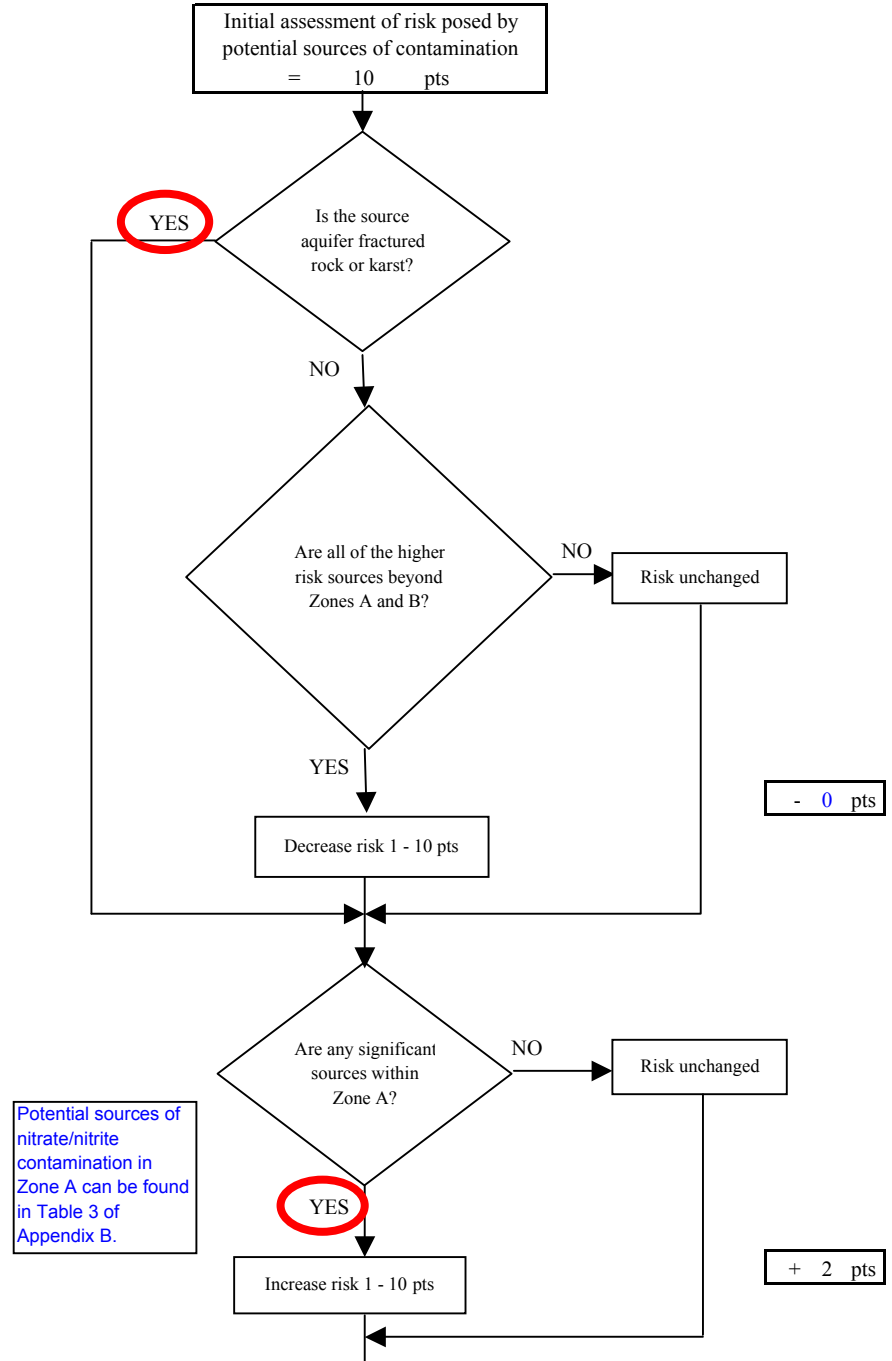 Initial assessment of risk posed by
potential sources of contamination
= 10 pts
YES
Is the source
aquifer fractured
rock or karst?
NO
Are all of the higher
risk sources beyond
Zones A and B?
NO
Risk unchanged
YES
- 0 pts
Decrease risk 1 - 10 pts
Are any significant
sources within
Zone A?
NO
Risk unchanged
Potential sources of
nitrate/nitrite
contamination in
Zone A can be found
in Table 3 of
Appendix B.
YES
Increase risk 1 - 10 pts
+ 2 pts